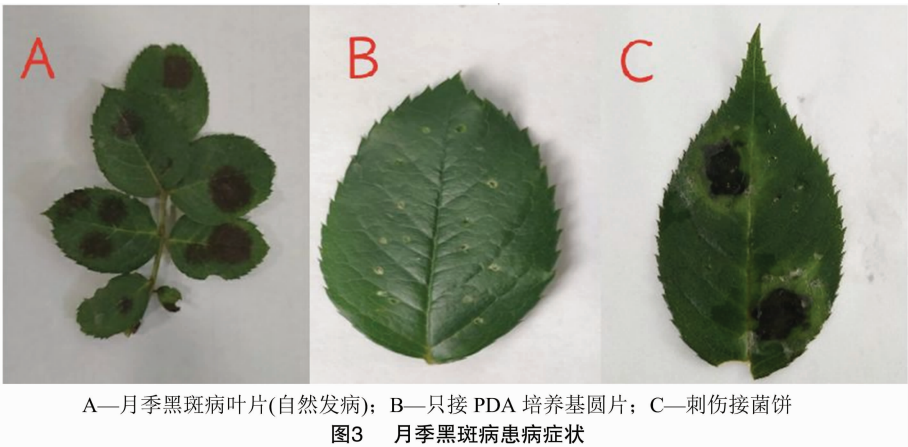 A B C
A—月季黑斑病叶片(自然发病)；B—只接 PDA 培养基圆片；C—刺伤接菌饼
图3 月季黑斑病患病症状